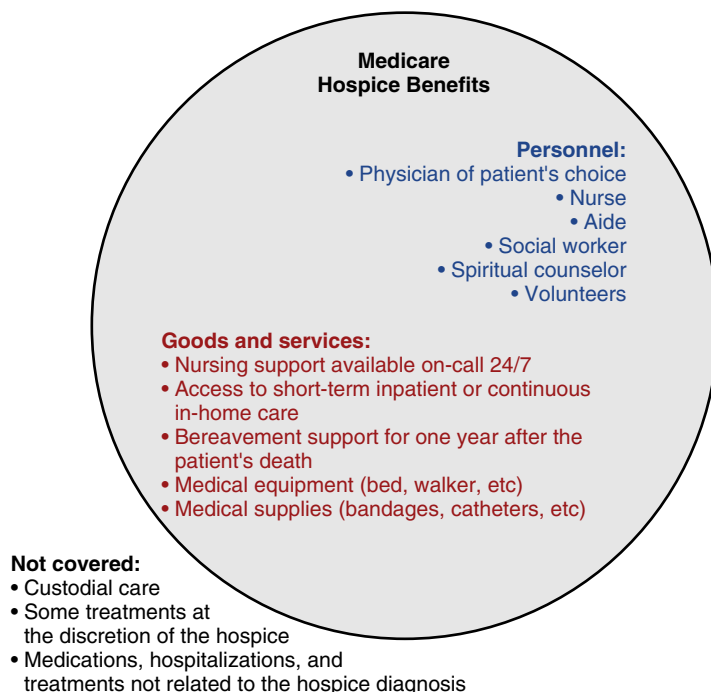 Medicare
Hospice Benefits
Personnel:
• Physician of patient's choice
• Nurse
• Aide
• Social worker
• Spiritual counselor
• Volunteers
Goods and services:
• Nursing support available on-call 24/7
• Access to short-term inpatient or continuous
in-home care
• Bereavement support for one year after the
patient's death
• Medical equipment (bed, walker, etc)
• Medical supplies (bandages, catheters, etc)
Not covered:
• Custodial care
• Some treatments at
the discretion of the hospice
• Medications, hospitalizations, and
treatments not related to the hospice diagnosis